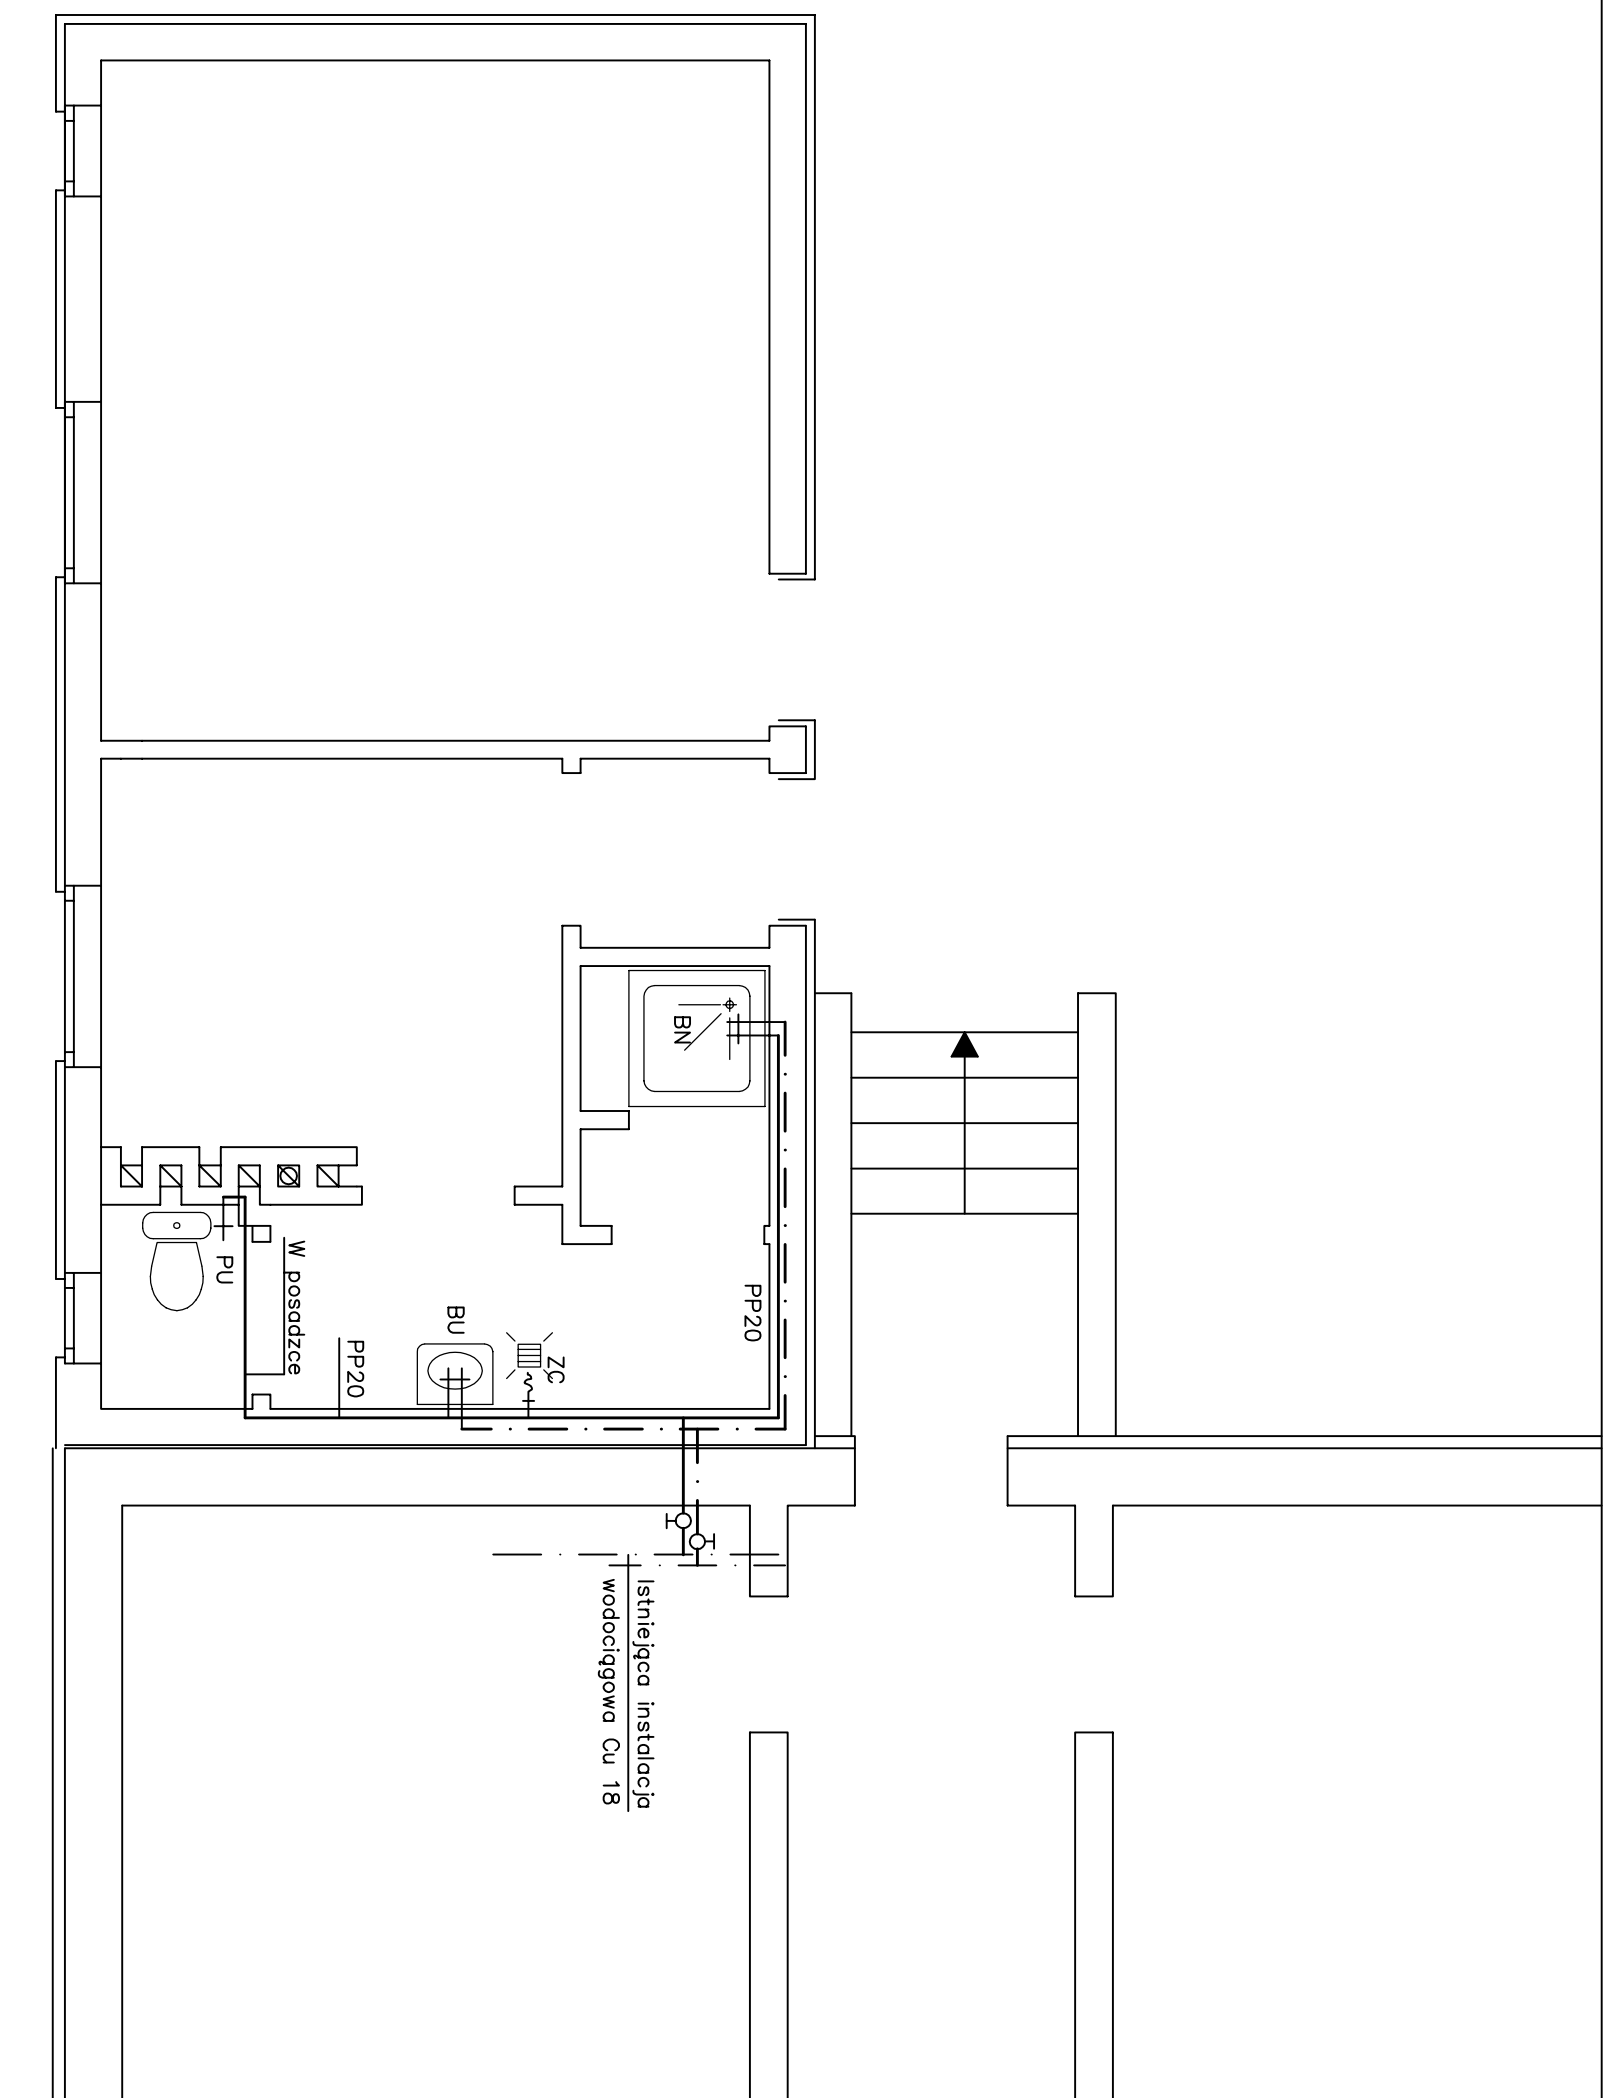 BN
PP20
W posadzce
PU
BU
ZC
PP20
Istniejąca instalacja
wodociągowa Cu 18